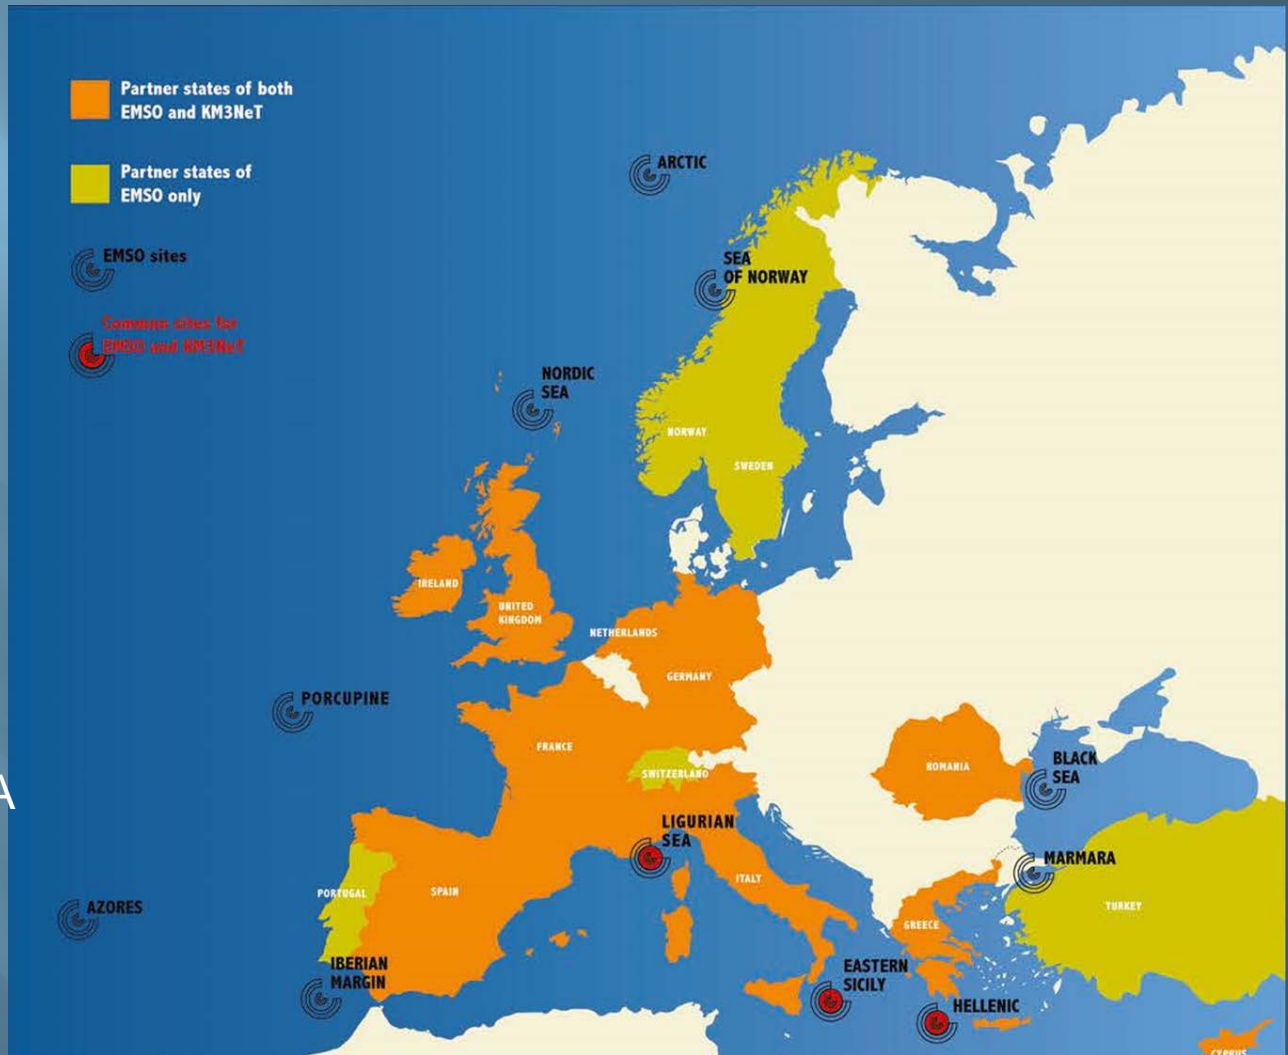 Partner states of both
EMSO and KM3NeT
Partner states of
EMSO only
EMSO sites
Common sites for
EMSO and KM3NeT
ARCTIC
SEA
OF NORWAY
NORDIC
SEA
NORWAY
SWEDEN
IRELAND
UNITED
KINGDOM
NETHERLANDS
GERMANY
PORCUPINE
FRANCE
SWITZERLAND
ROMANIA
BLACK
SEA
A
LIGURIAN
SEA
MARMARA
ITALY
PORTUGAL
SPAIN
AZORES
TURKEY
GREECE
IBERIAN
MARGIN
EASTERN
SICILY
HELLENIC
CYPRUS